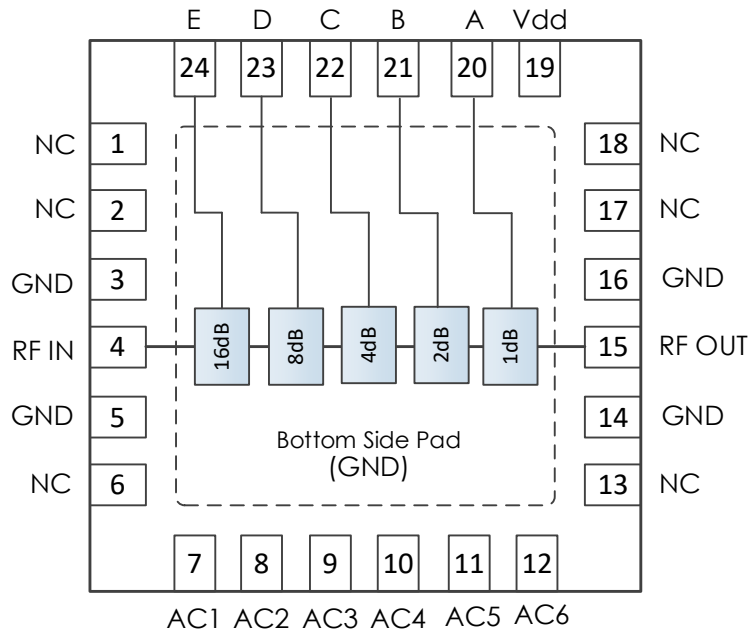 E D C B A Vdd
24 23 22 21 20 19
NC 1 18 NC
NC 2 17 NC
GND 3 16 GND
RF IN 4 16dB 8dB 4dB 2dB 1dB 15 RF OUT
GND 5 14 GND
Bottom Side Pad
(GND)
NC 6 13 NC
7 8 9 10 11 12
AC1 AC2 AC3 AC4 AC5 AC6